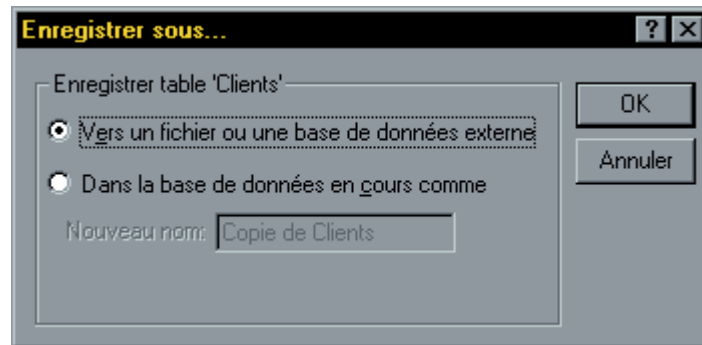 Enregistrer sous...
?
Enregistrer table 'Clients'
Vers un fichier ou une base de données externe
Dans la base de données en cours comme
Nouveau nom: Copie de Clients
OK
Annuler